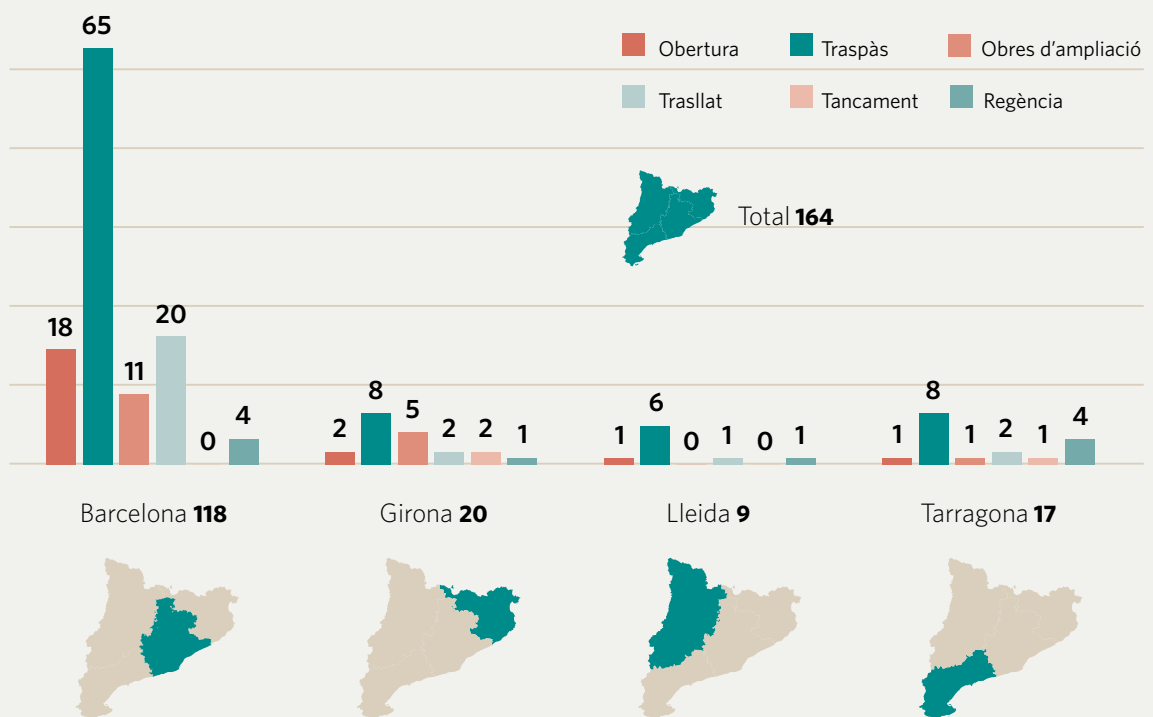 65
Obertura Traspàs Obres d'ampliació
Trasllat Tancament Regència
Total 164
18 11 20 0 4
2 8 5 2 2 1
1 6 0 1 0 1
1 8 1 2 1 4
Barcelona 118 Girona 20 Lleida 9 Tarragona 17